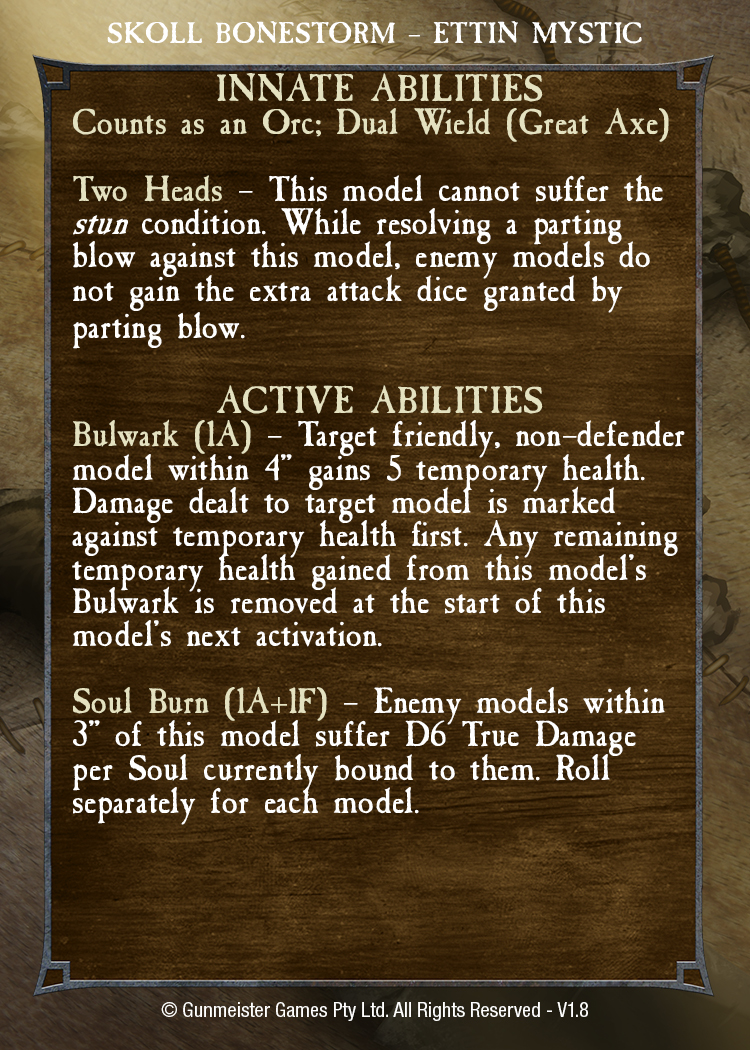 SKOLL BONESTORM – ETTIN MYSTIC
INNATE ABILITIES
Counts as an Orc; Dual Wield (Great Axe)
Two Heads – This model cannot suffer the
stun condition. While resolving a parting
blow against this model, enemy models do
not gain the extra attack dice granted by
parting blow.
ACTIVE ABILITIES
Bulwark (1A) – Target friendly, non-defender
model within 4" gains 5 temporary health.
Damage dealt to target model is marked
against temporary health first. Any remaining
temporary health gained from this model's
Bulwark is removed at the start of this
model's next activation.
Soul Burn (1A+1F) – Enemy models within
3" of this model suffer D6 True Damage
per Soul currently bound to them. Roll
separately for each model.
© Gunmeister Games Pty Ltd. All Rights Reserved - V1.8